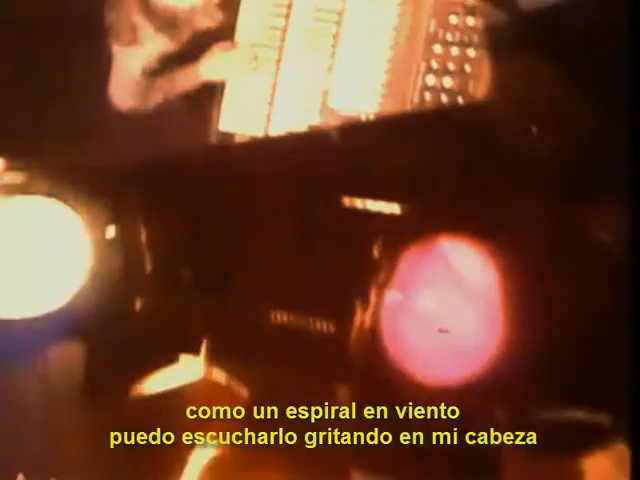 como un espiral en viento
puedo escucharlo gritando en mi cabeza